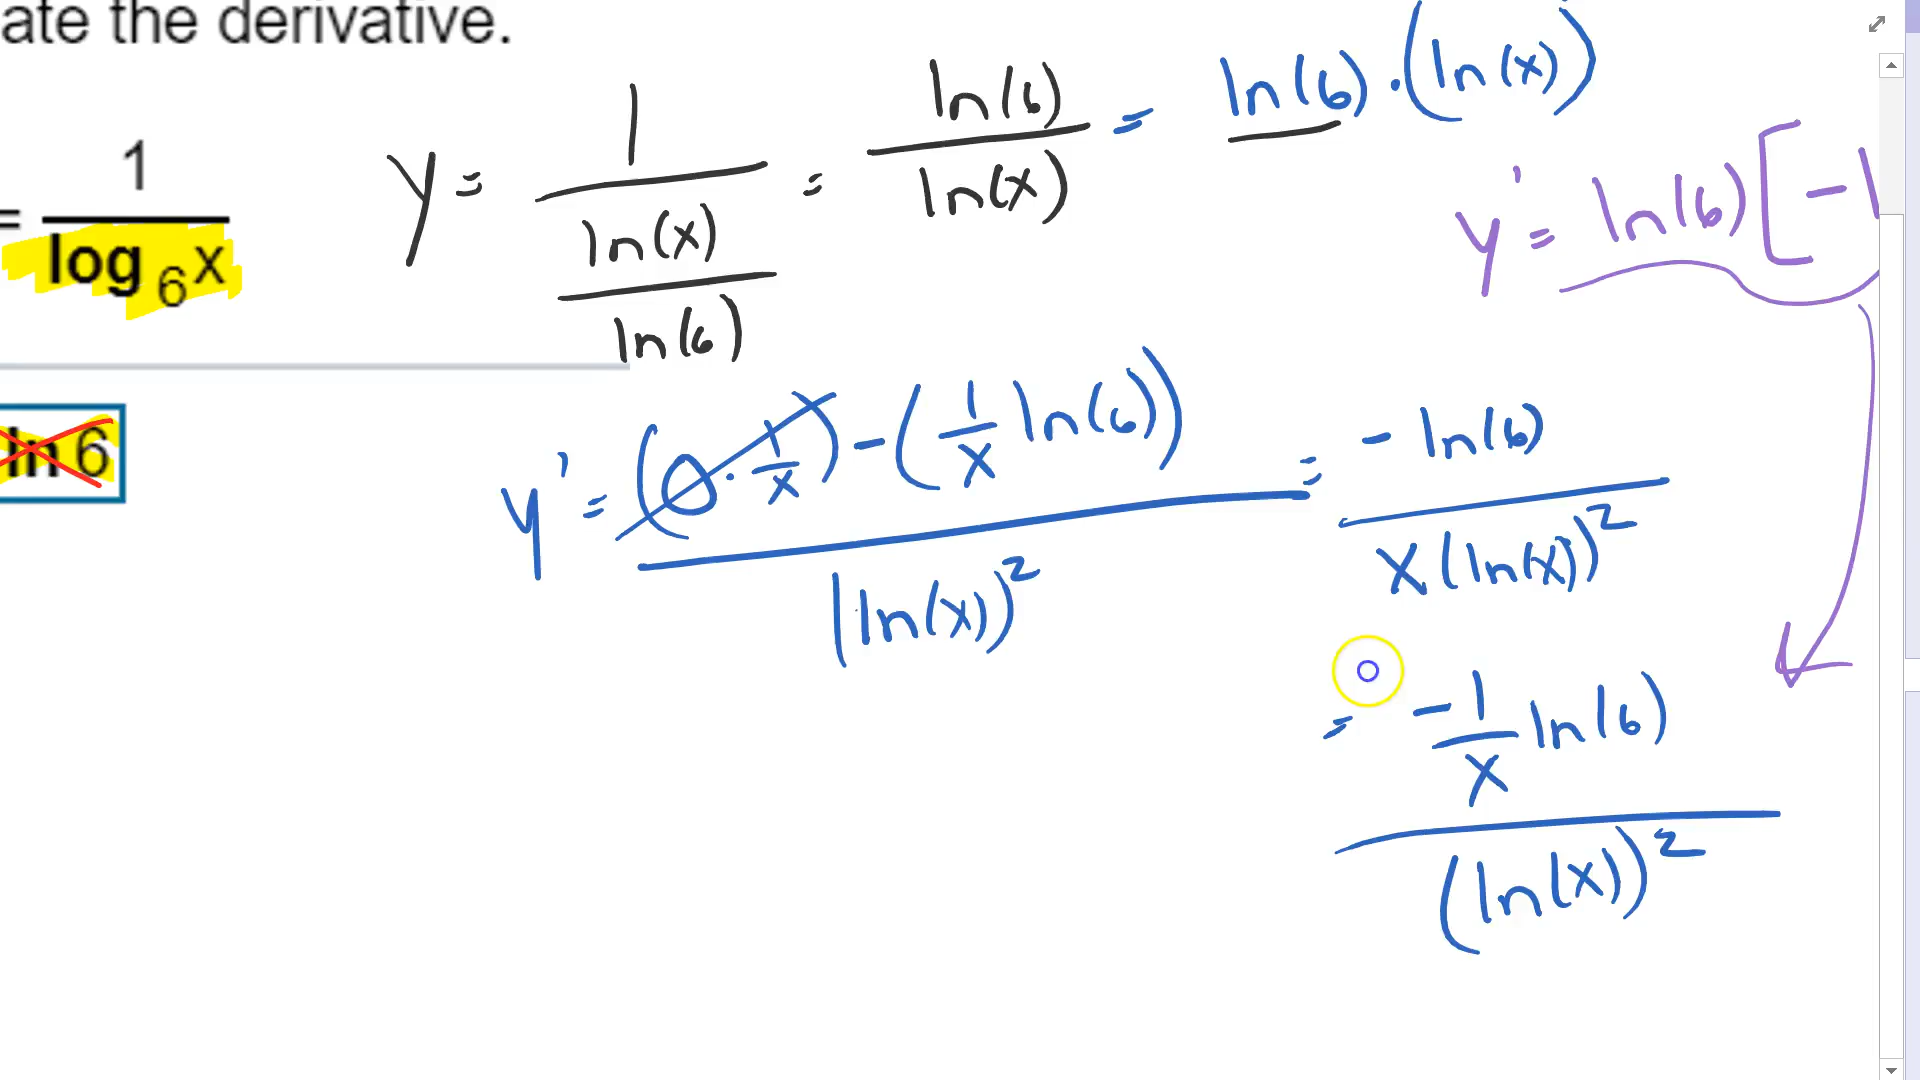 ate the derivative.
= 1 / log ₆ x
y = 1 / (ln(x) / ln(6)) = ln(6) / ln(x) = ln(6) · (ln(x))
y' = ln(6) [ -1
ln 6
y' = ((0 · 1/x) - (1/x ln(6))) / (ln(x))² = - ln(6) / x(ln(x))²
= -1/x ln(6) / (ln(x))²